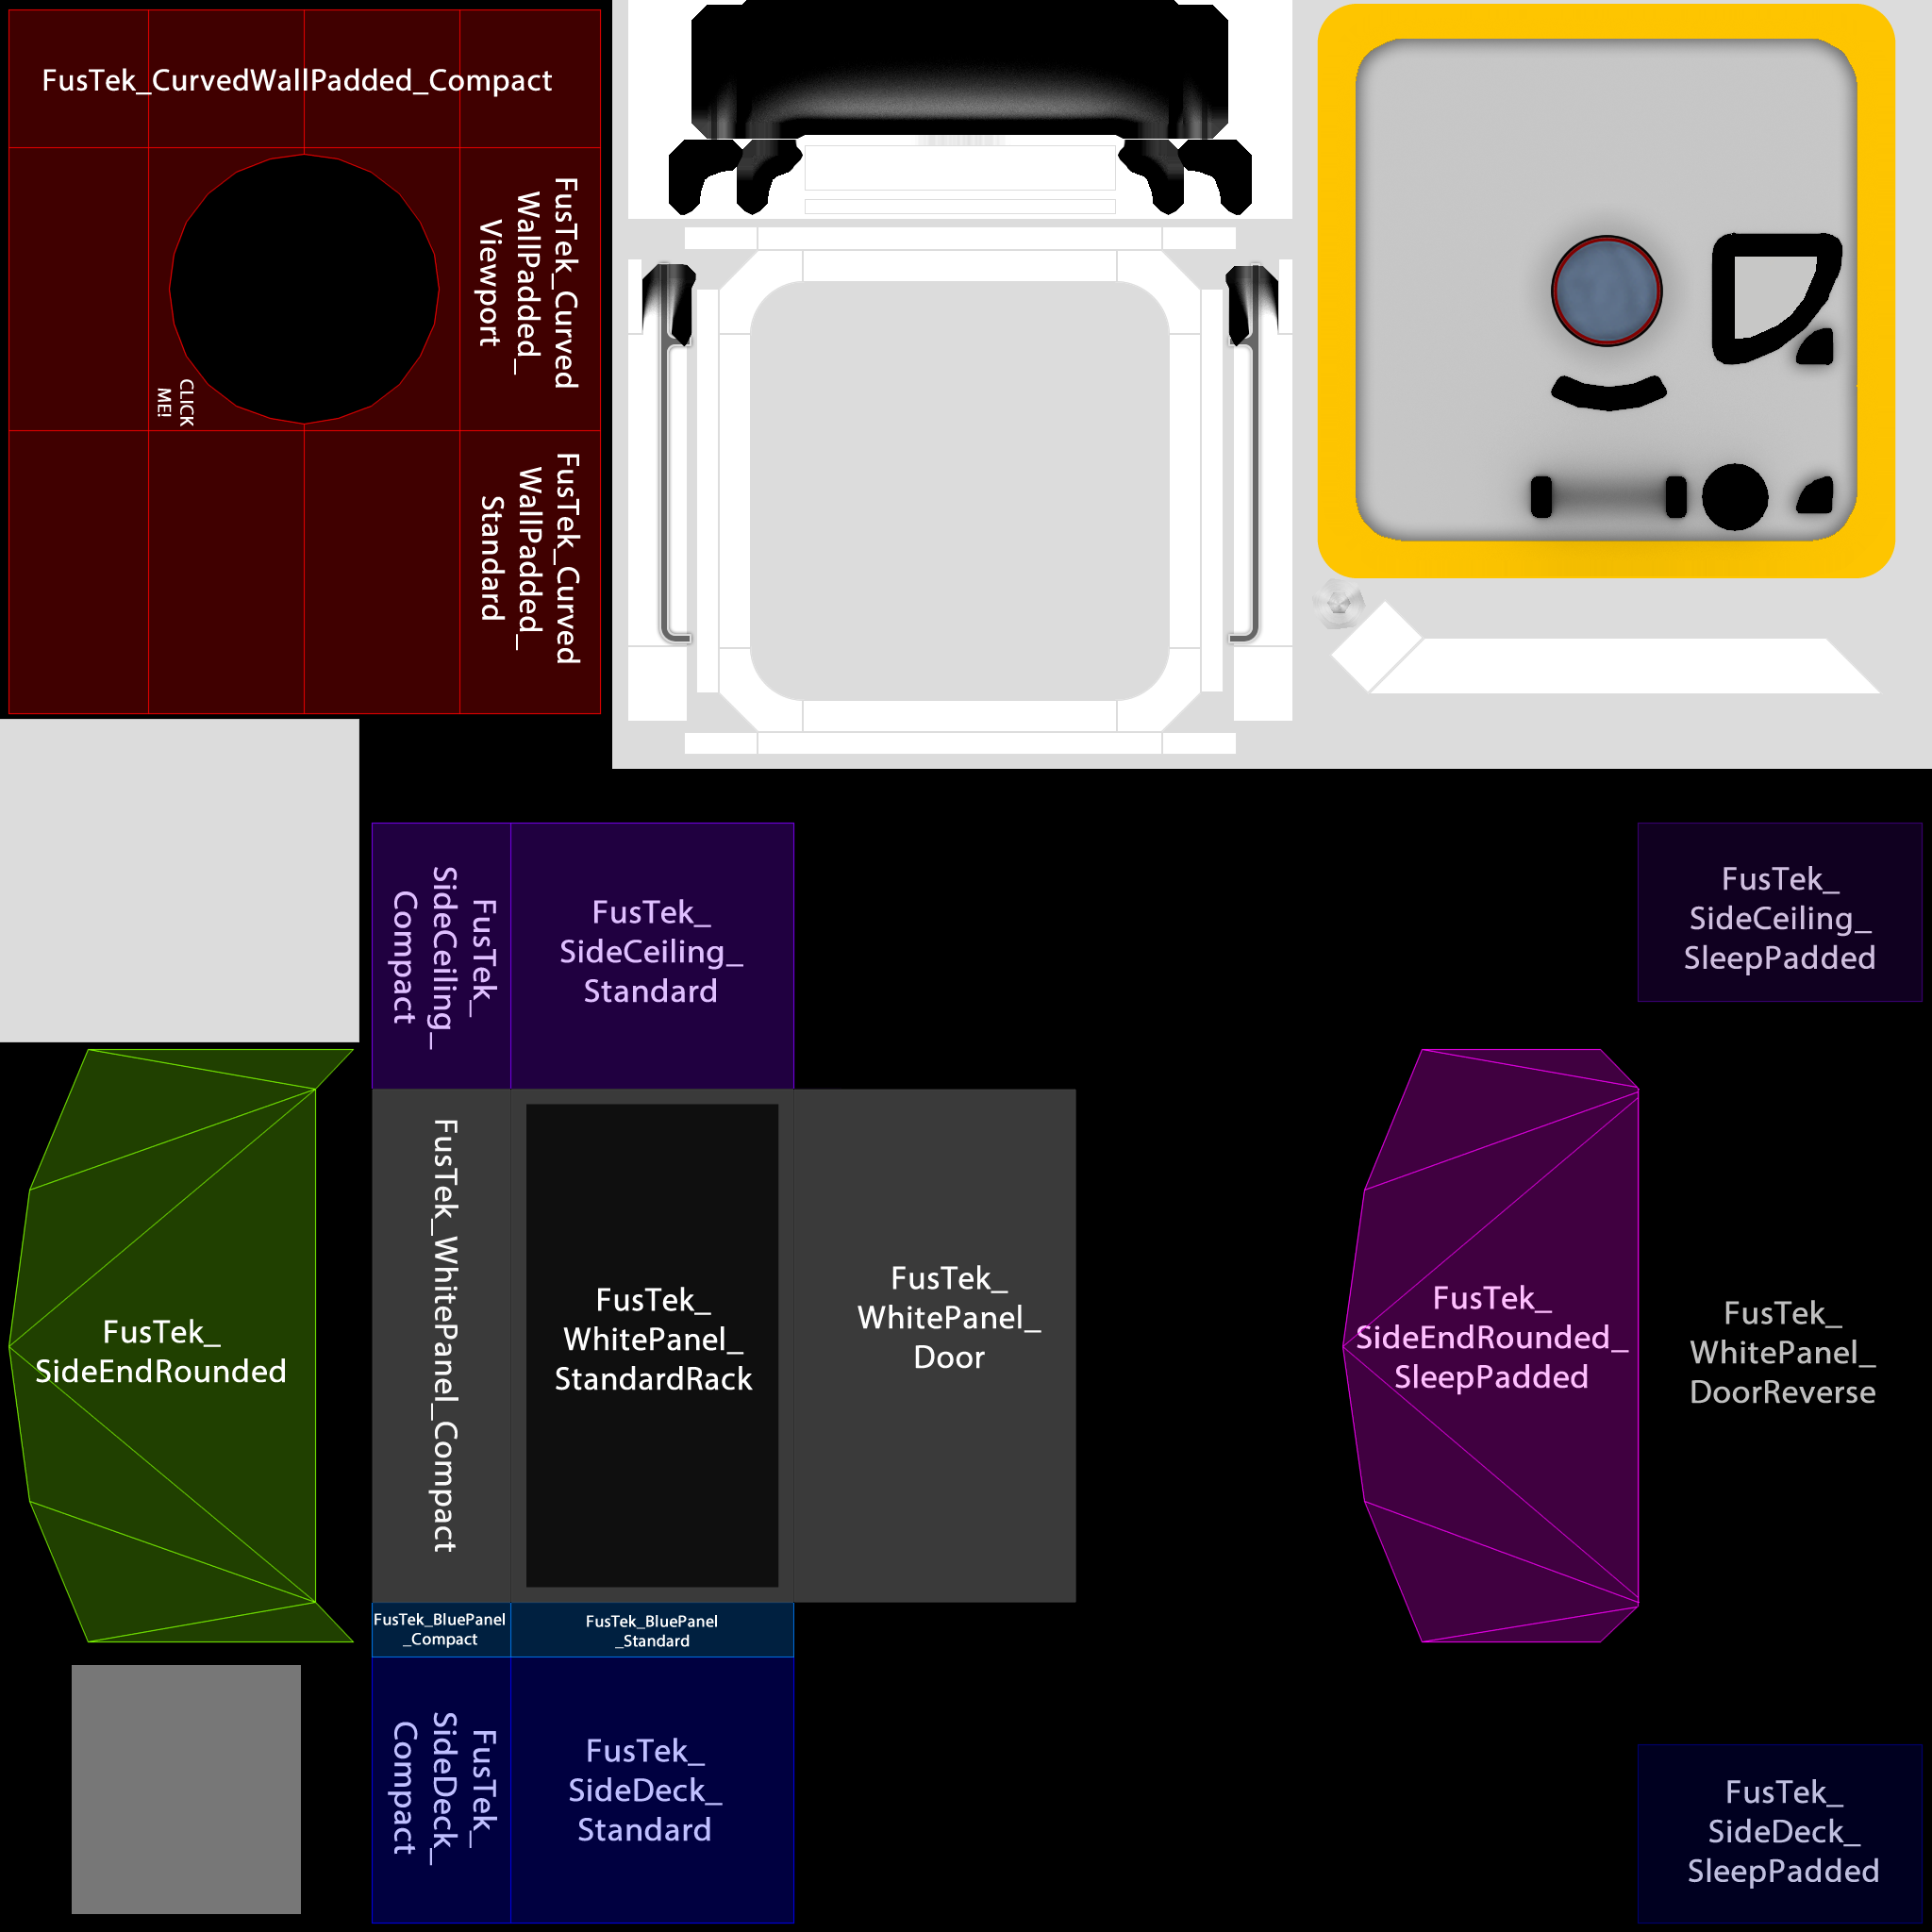 FusTek_CurvedWallPadded_Compact
FusTek_Curved
WallPadded_
Viewport
CLICK
ME!
FusTek_Curved
WallPadded_
Standard
FusTek_
SideCeiling_
Compact
FusTek_
SideCeiling_
Standard
FusTek_
SideCeiling_
SleepPadded
FusTek_
SideEndRounded
FusTek_WhitePanel_Compact
FusTek_
WhitePanel_
StandardRack
FusTek_
WhitePanel_
Door
FusTek_
SideEndRounded_
SleepPadded
FusTek_
WhitePanel_
DoorReverse
FusTek_BluePanel
_Compact
FusTek_BluePanel
_Standard
FusTek_
SideDeck_
Compact
FusTek_
SideDeck_
Standard
FusTek_
SideDeck_
SleepPadded